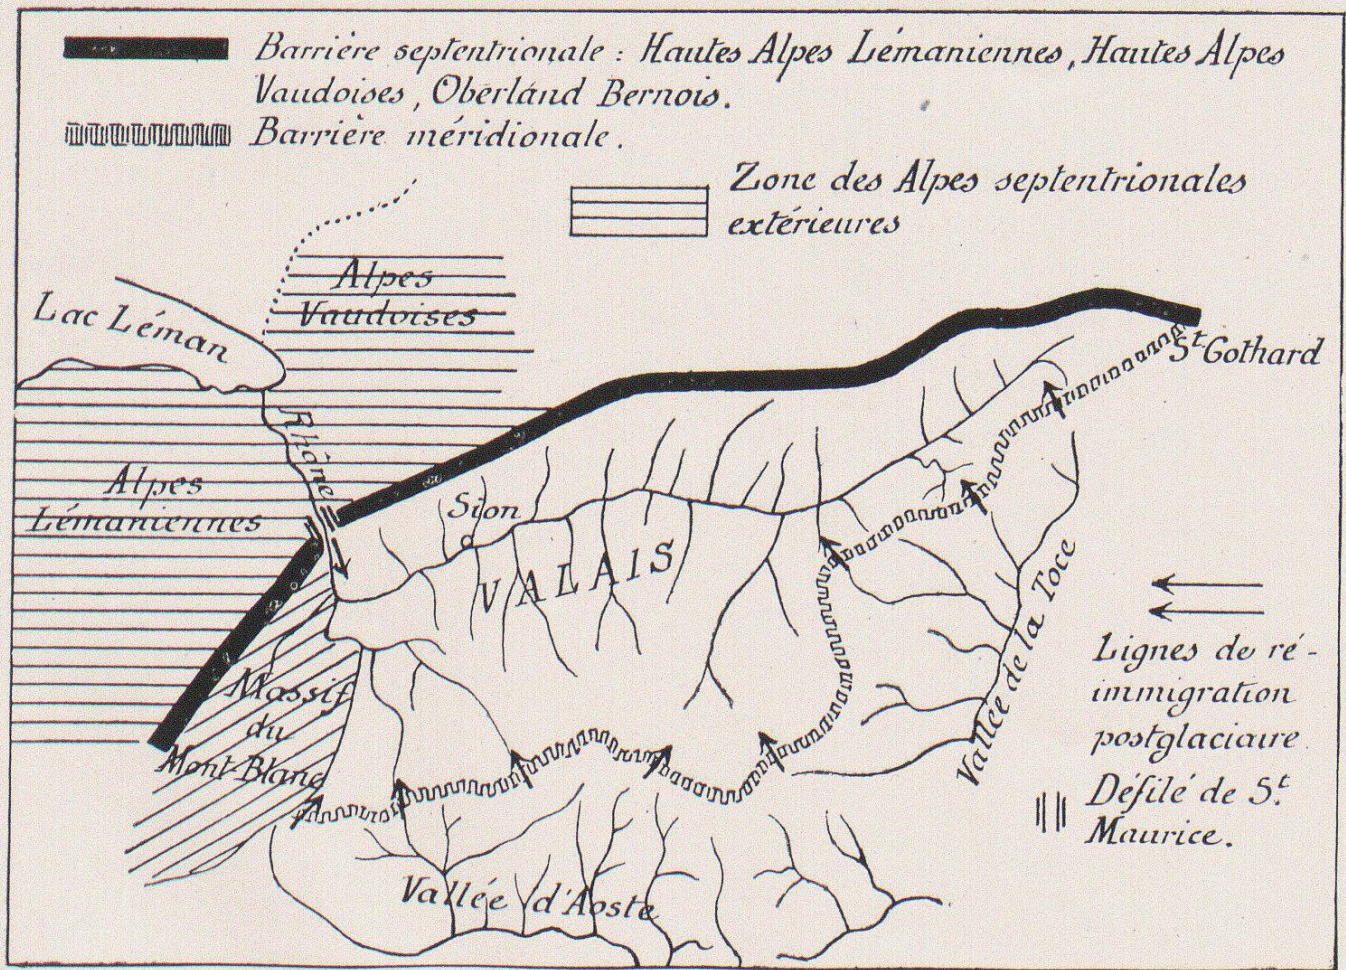 Barrière septentrionale : Hautes Alpes Lémaniennes, Hautes Alpes
Vaudoises, Oberland Bernois.
Barrière méridionale.
Zone des Alpes septentrionales
extérieures
Alpes
Vaudoises
Lac Léman
St Gothard
Rhône
Alpes
Lémaniennes
Sion
VALAIS
Vallée de la Toce
Lignes de ré-
immigration
postglaciaire
Massif
du
Mont-Blanc
Défilé de St.
Maurice.
Vallée d'Aoste